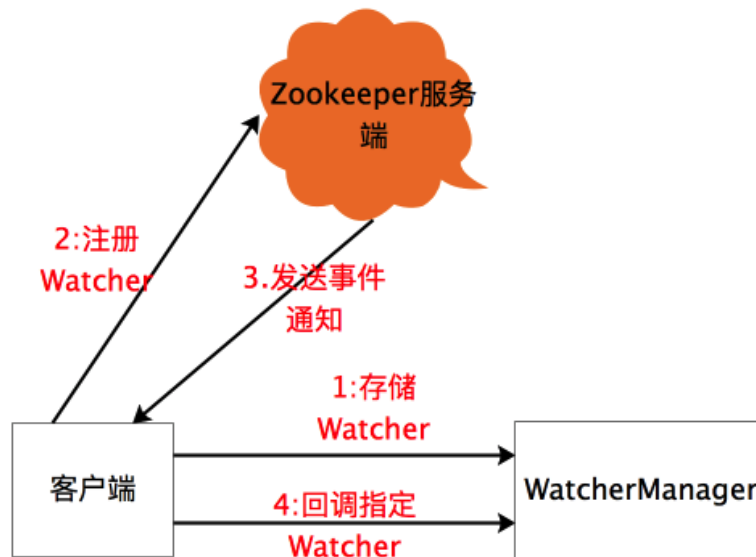 Zookeeper服务
端
2:注册
Watcher
3.发送事件
通知
1:存储
Watcher
客户端
WatcherManager
4:回调指定
Watcher